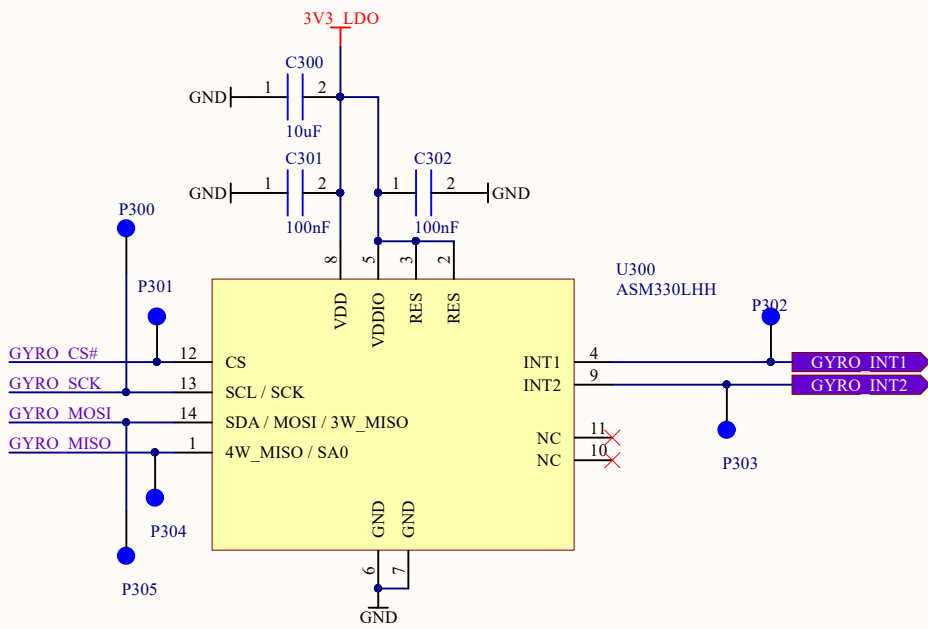 3V3_LDO
C300
GND 1 2
10uF
C301 C302
GND 1 2 1 2 GND
100nF 100nF
P300
8 5 3 2
U300
ASM330LHH
P301 VDD VDDIO RES RES P302
GYRO_CS# 12 CS INT1 4 GYRO_INT1
GYRO_SCK 13 SCL / SCK INT2 9 GYRO_INT2
GYRO_MOSI 14 SDA / MOSI / 3W_MISO
NC 11
GYRO_MISO 1 4W_MISO / SA0
NC 10
P303
P304 GND GND
6 7
P305
GND